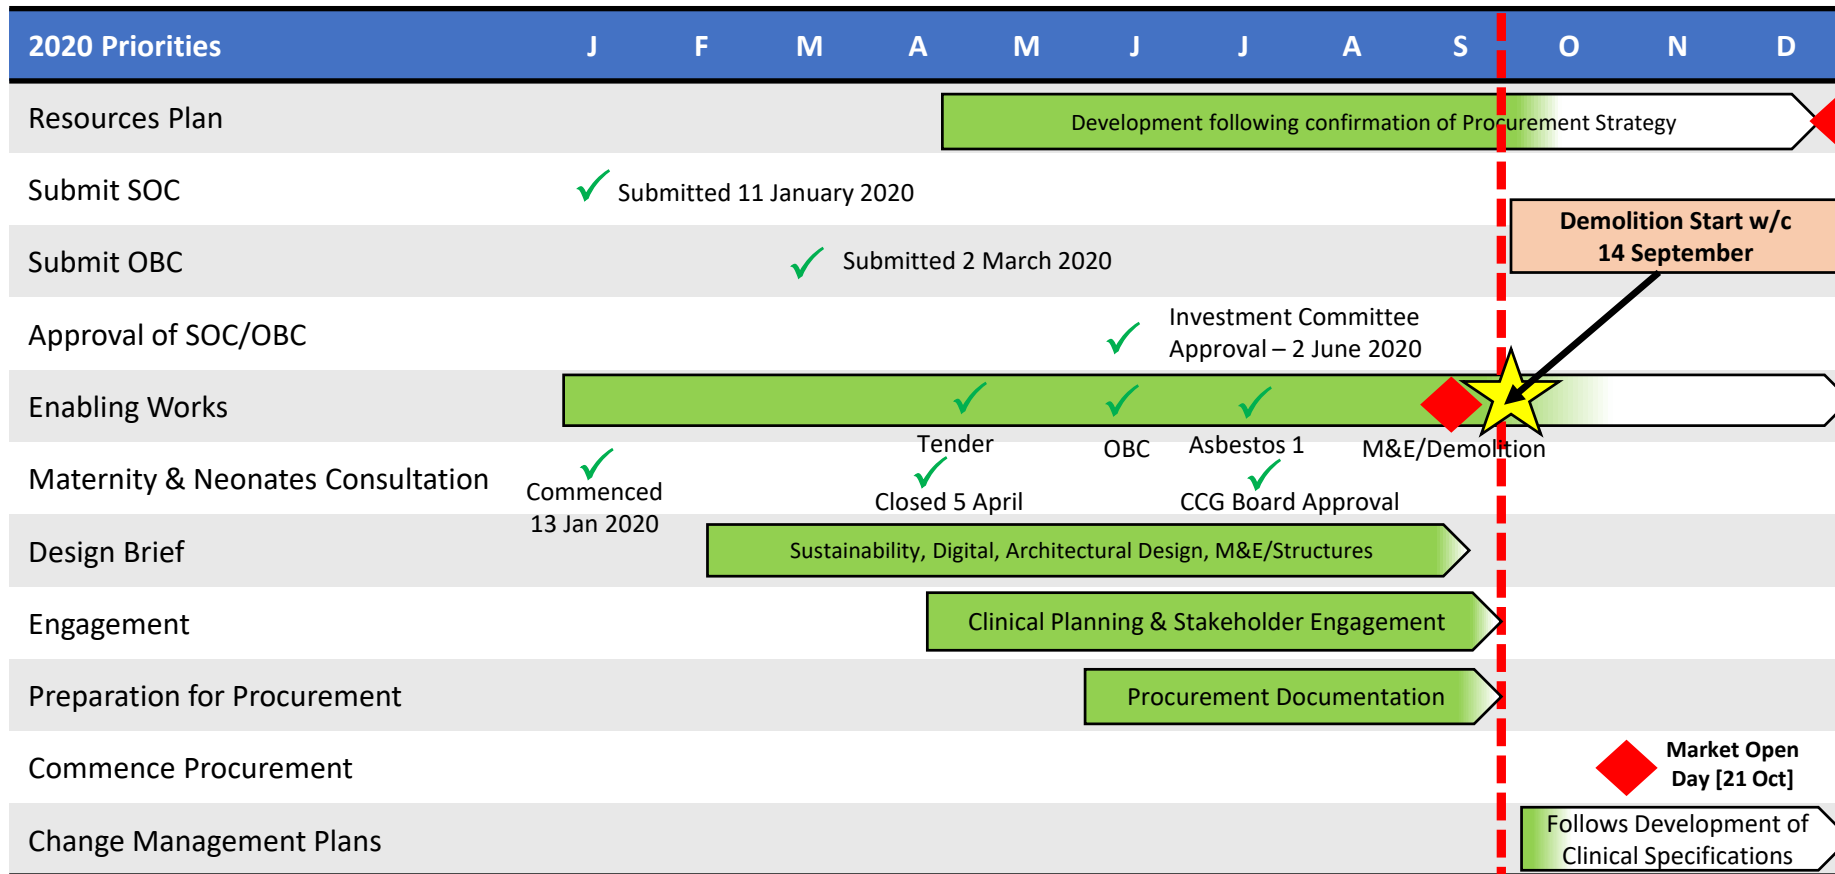 2020 Priorities J F M A M J J A S O N D
Resources Plan
Development following confirmation of Procurement Strategy
Submit SOC
Submitted 11 January 2020
Demolition Start w/c
14 September
Submit OBC
Submitted 2 March 2020
Approval of SOC/OBC
Investment Committee
Approval – 2 June 2020
Enabling Works
Tender
OBC
Asbestos 1
M&E/Demolition
Maternity & Neonates Consultation
Commenced
13 Jan 2020
Closed 5 April
CCG Board Approval
Design Brief
Sustainability, Digital, Architectural Design, M&E/Structures
Engagement
Clinical Planning & Stakeholder Engagement
Preparation for Procurement
Procurement Documentation
Commence Procurement
Market Open
Day [21 Oct]
Change Management Plans
Follows Development of
Clinical Specifications